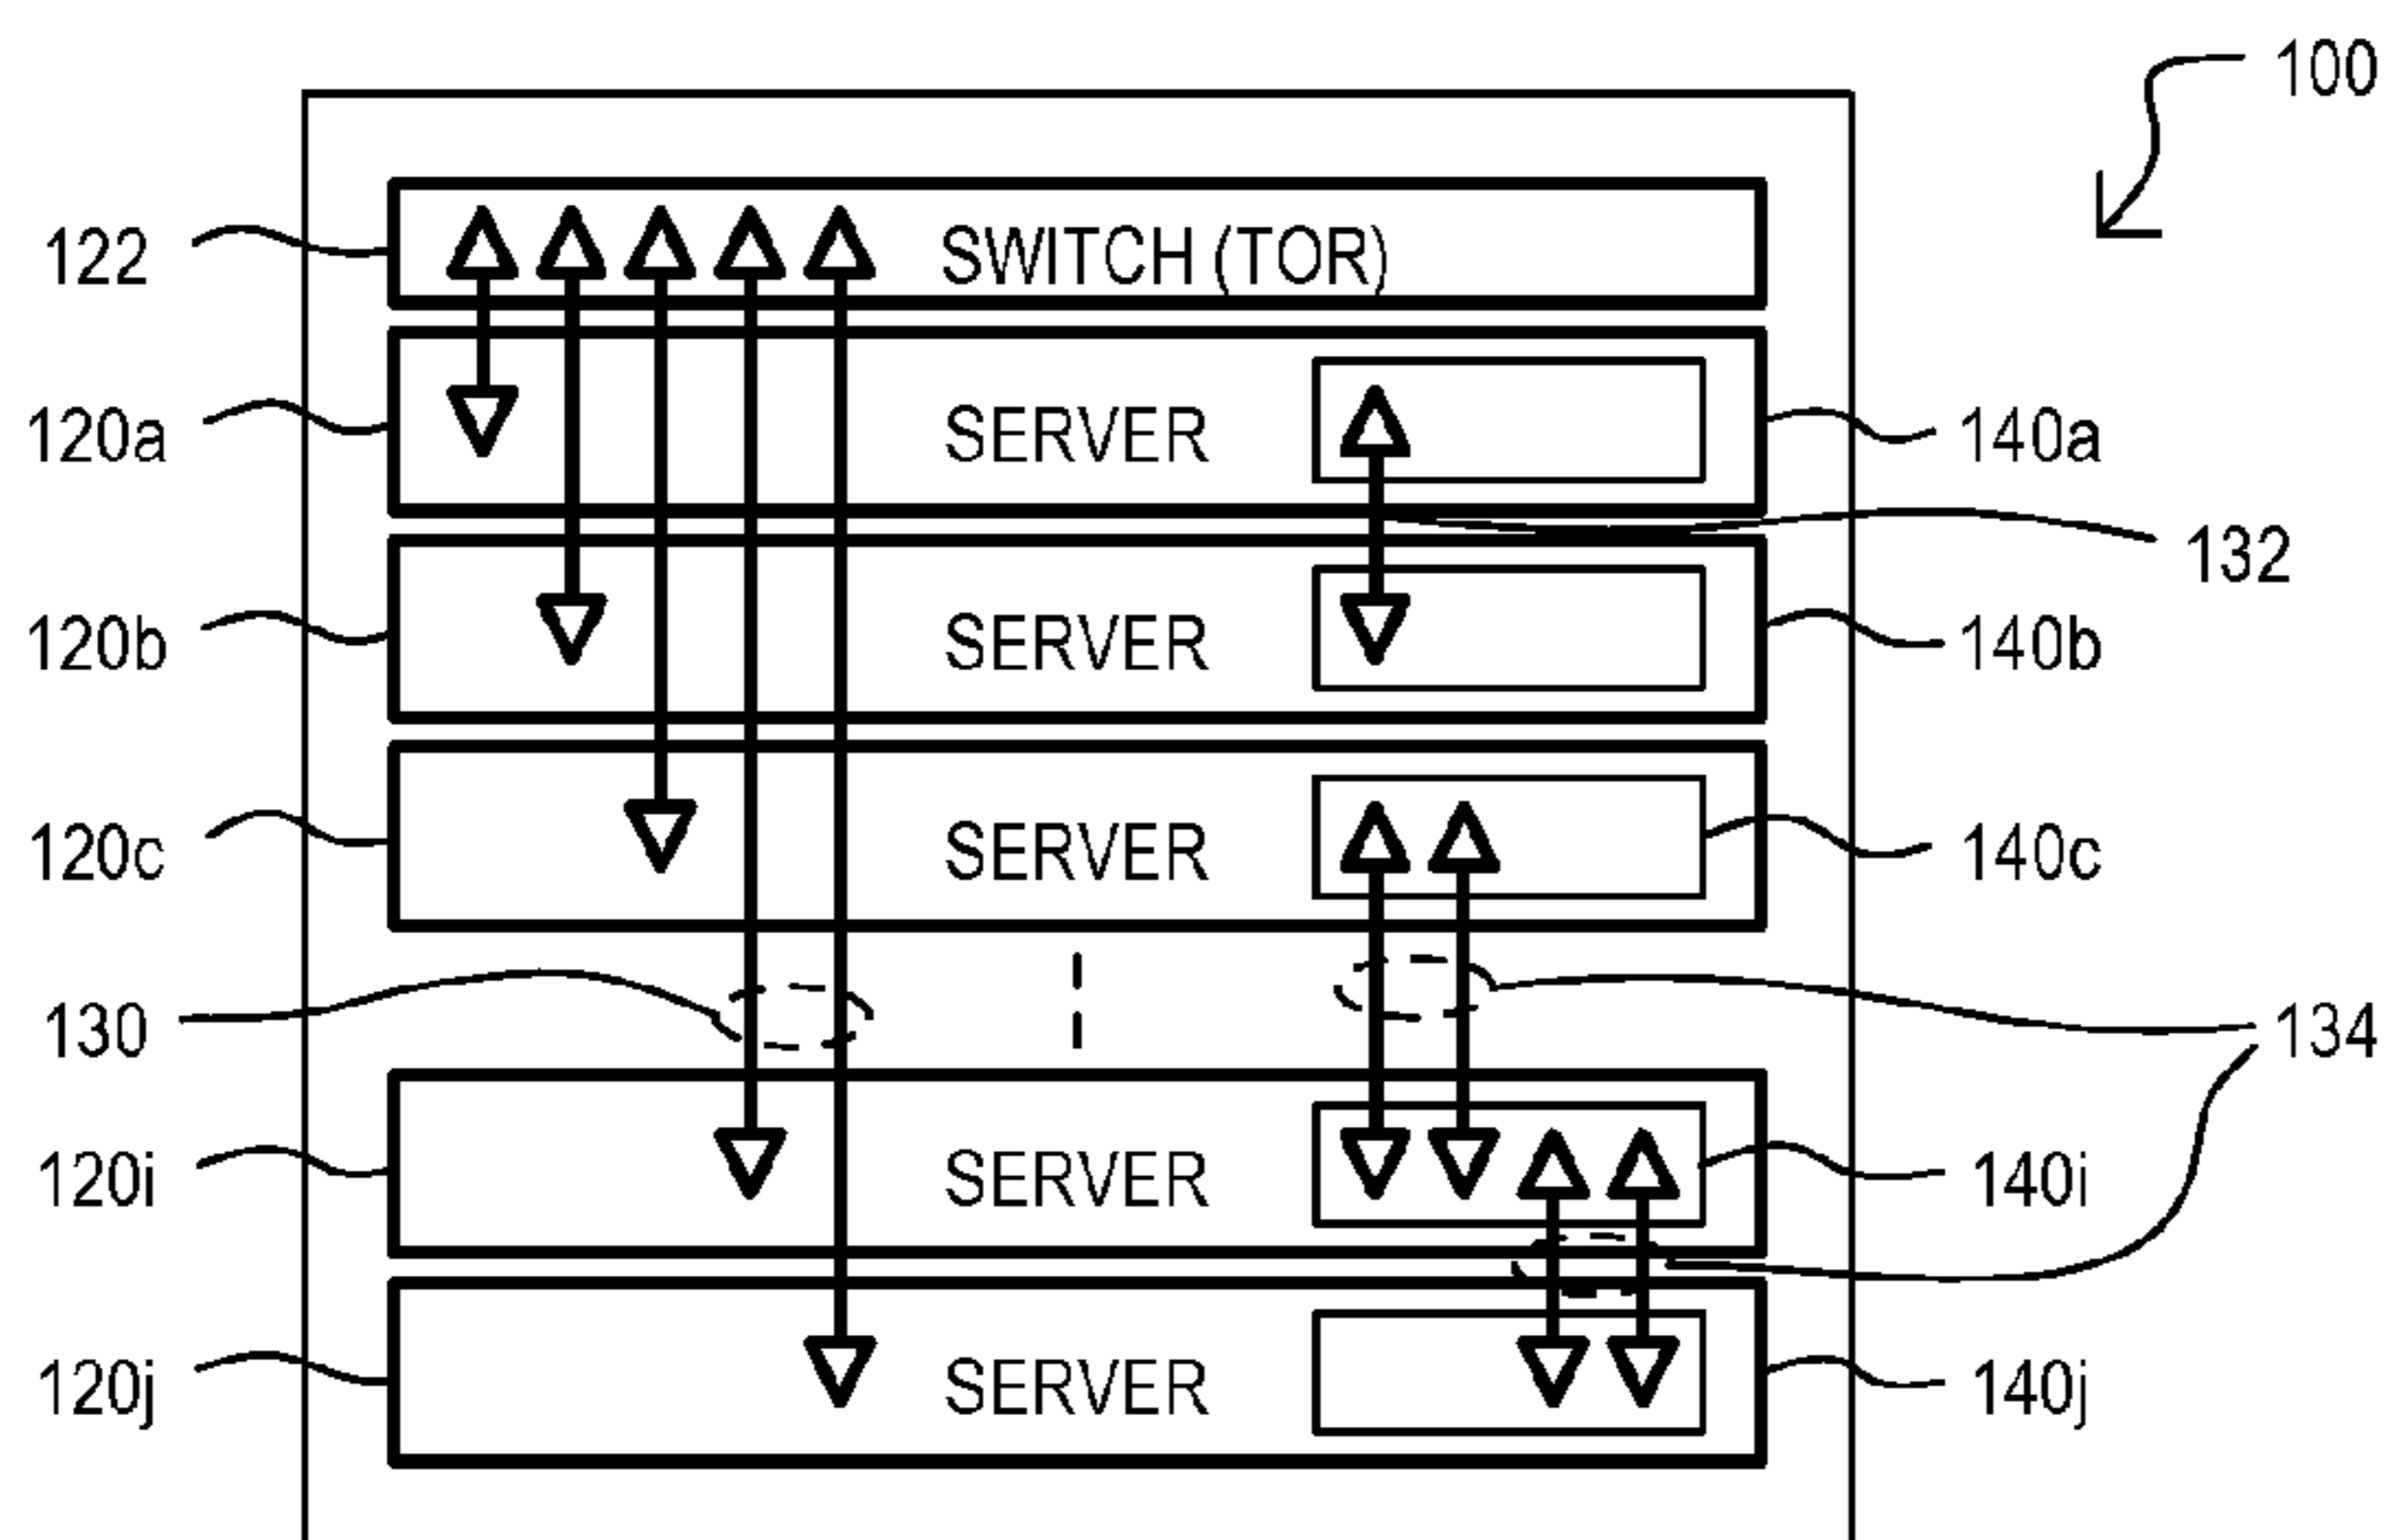 100
122 SWITCH (TOR)
120a SERVER 140a
132
120b SERVER 140b
120c SERVER 140c
130 134
120i SERVER 140i
120j SERVER 140j